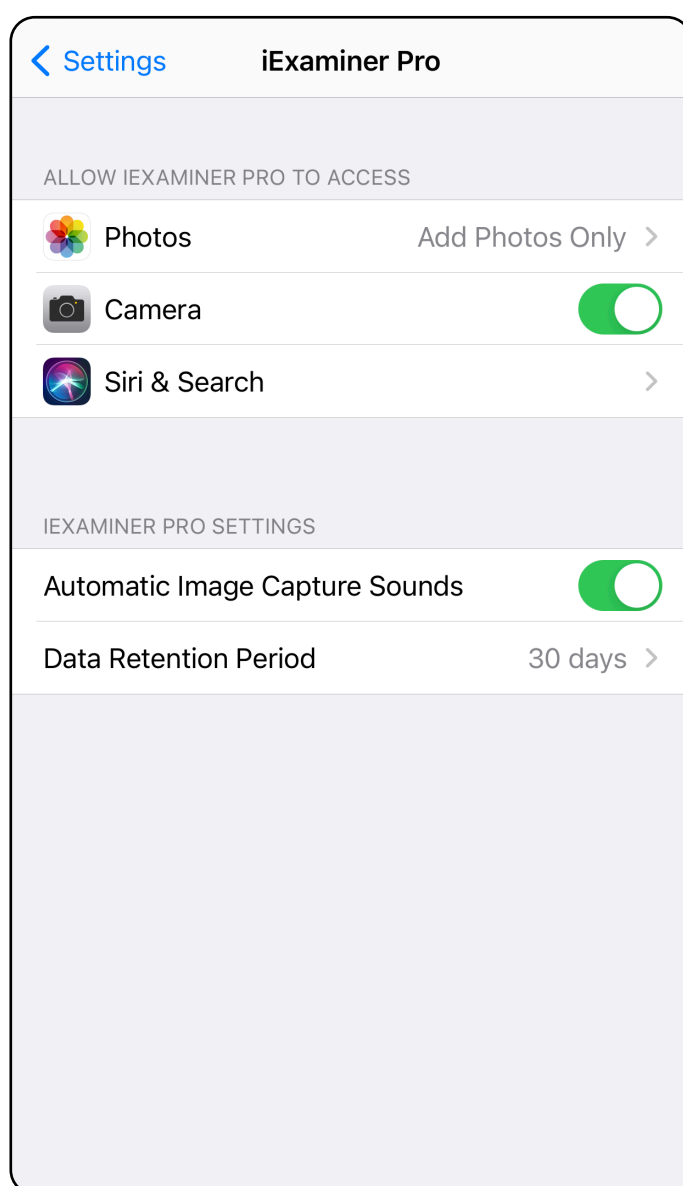 Settings iExaminer Pro
ALLOW IEXAMINER PRO TO ACCESS
Photos Add Photos Only
Camera
Siri & Search
IEXAMINER PRO SETTINGS
Automatic Image Capture Sounds
Data Retention Period 30 days